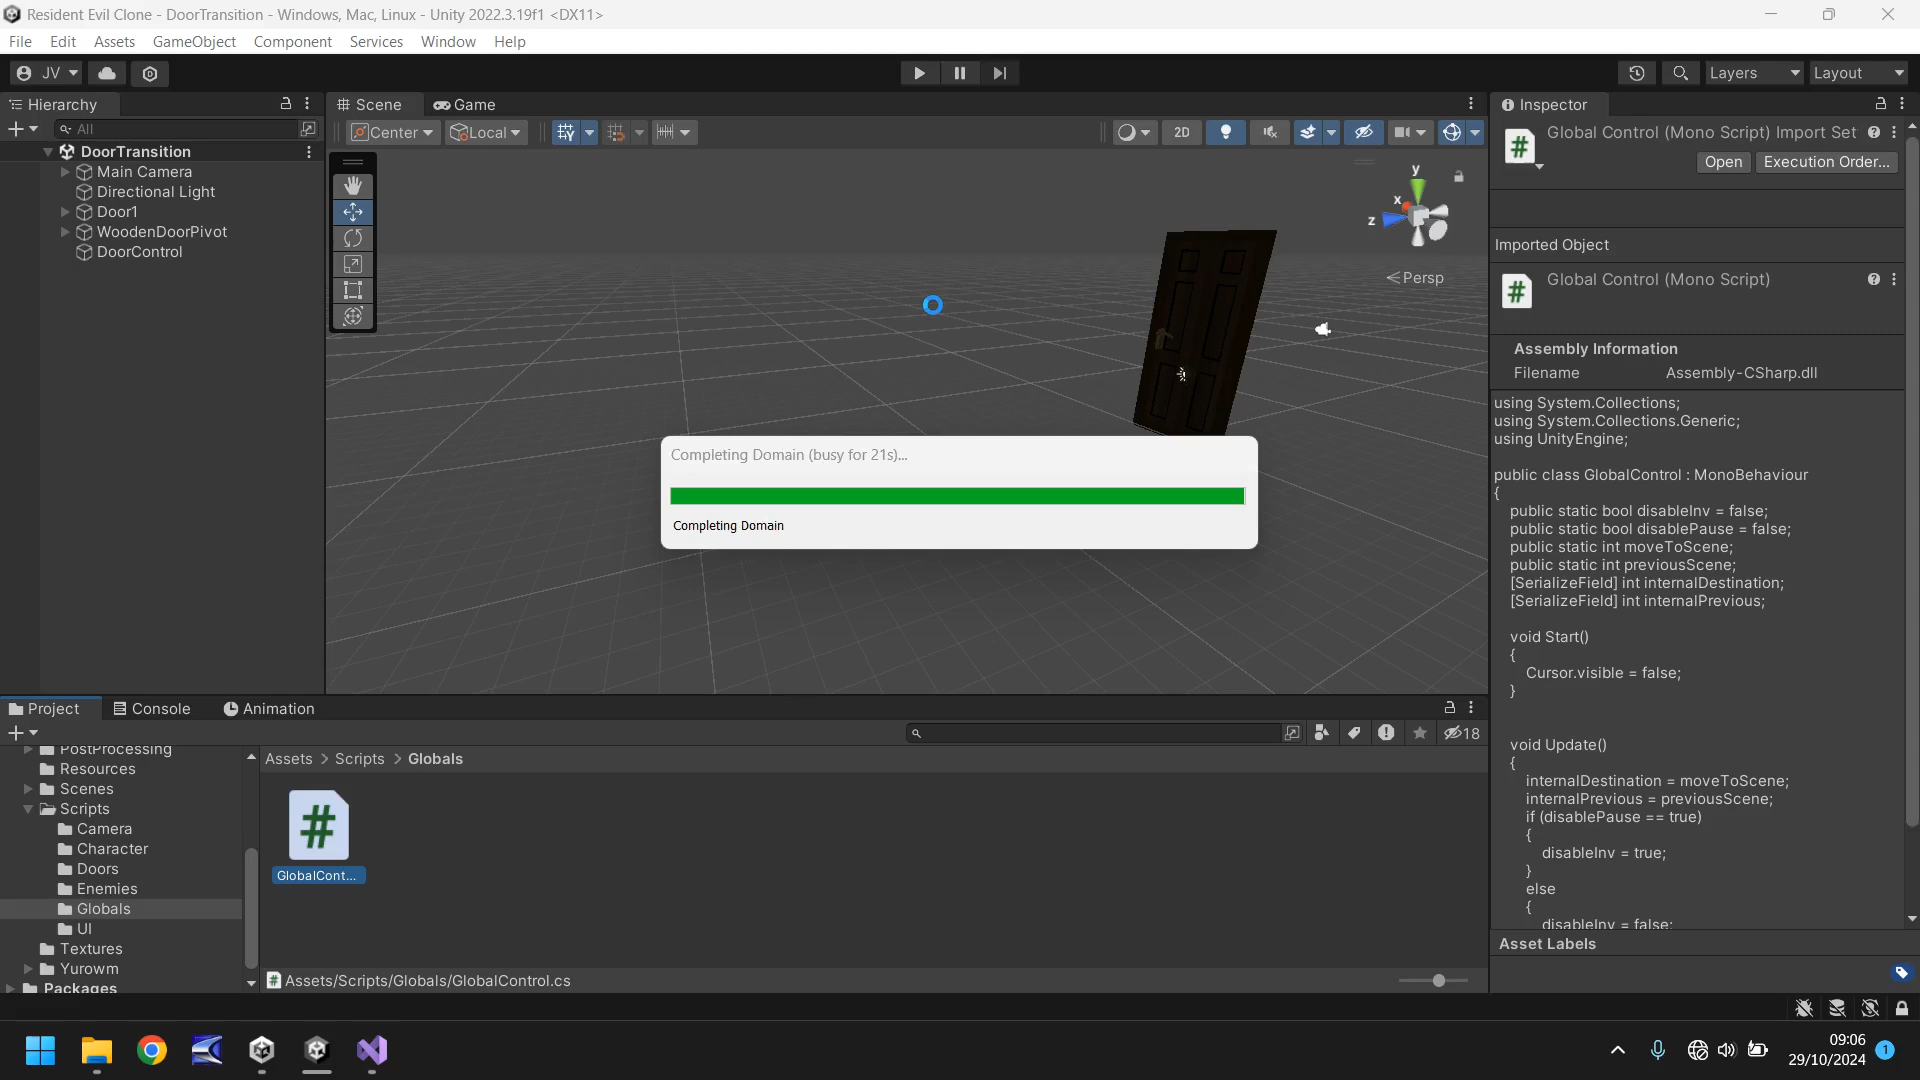 Resident Evil Clone - DoorTransition - Windows, Mac, Linux - Unity 2022.3.19f1 <DX11>
File Edit Assets GameObject Component Services Window Help
JV
Layers
Layout
Hierarchy
Scene
Game
Inspector
All
Center
Local
2D
DoorTransition
Main Camera
Directional Light
Door1
WoodenDoorPivot
DoorControl
y
x
z
Persp
Completing Domain (busy for 21s)...
Completing Domain
Global Control (Mono Script) Import Set
Open
Execution Order...
Imported Object
Global Control (Mono Script)
Assembly Information
Filename Assembly-CSharp.dll
using System.Collections;
using System.Collections.Generic;
using UnityEngine;
public class GlobalControl : MonoBehaviour
{
public static bool disableInv = false;
public static bool disablePause = false;
public static int moveToScene;
public static int previousScene;
[SerializeField] int internalDestination;
[SerializeField] int internalPrevious;
void Start()
{
Cursor.visible = false;
}
void Update()
{
internalDestination = moveToScene;
internalPrevious = previousScene;
if (disablePause == true)
{
disableInv = true;
}
else
{
disableInv = false;
Asset Labels
Project
Console
Animation
18
PostProcessing
Resources
Scenes
Scripts
Camera
Character
Doors
Enemies
Globals
UI
Textures
Yurowm
Packages
Assets > Scripts > Globals
#
GlobalCont...
Assets/Scripts/Globals/GlobalControl.cs
09:06
29/10/2024
1